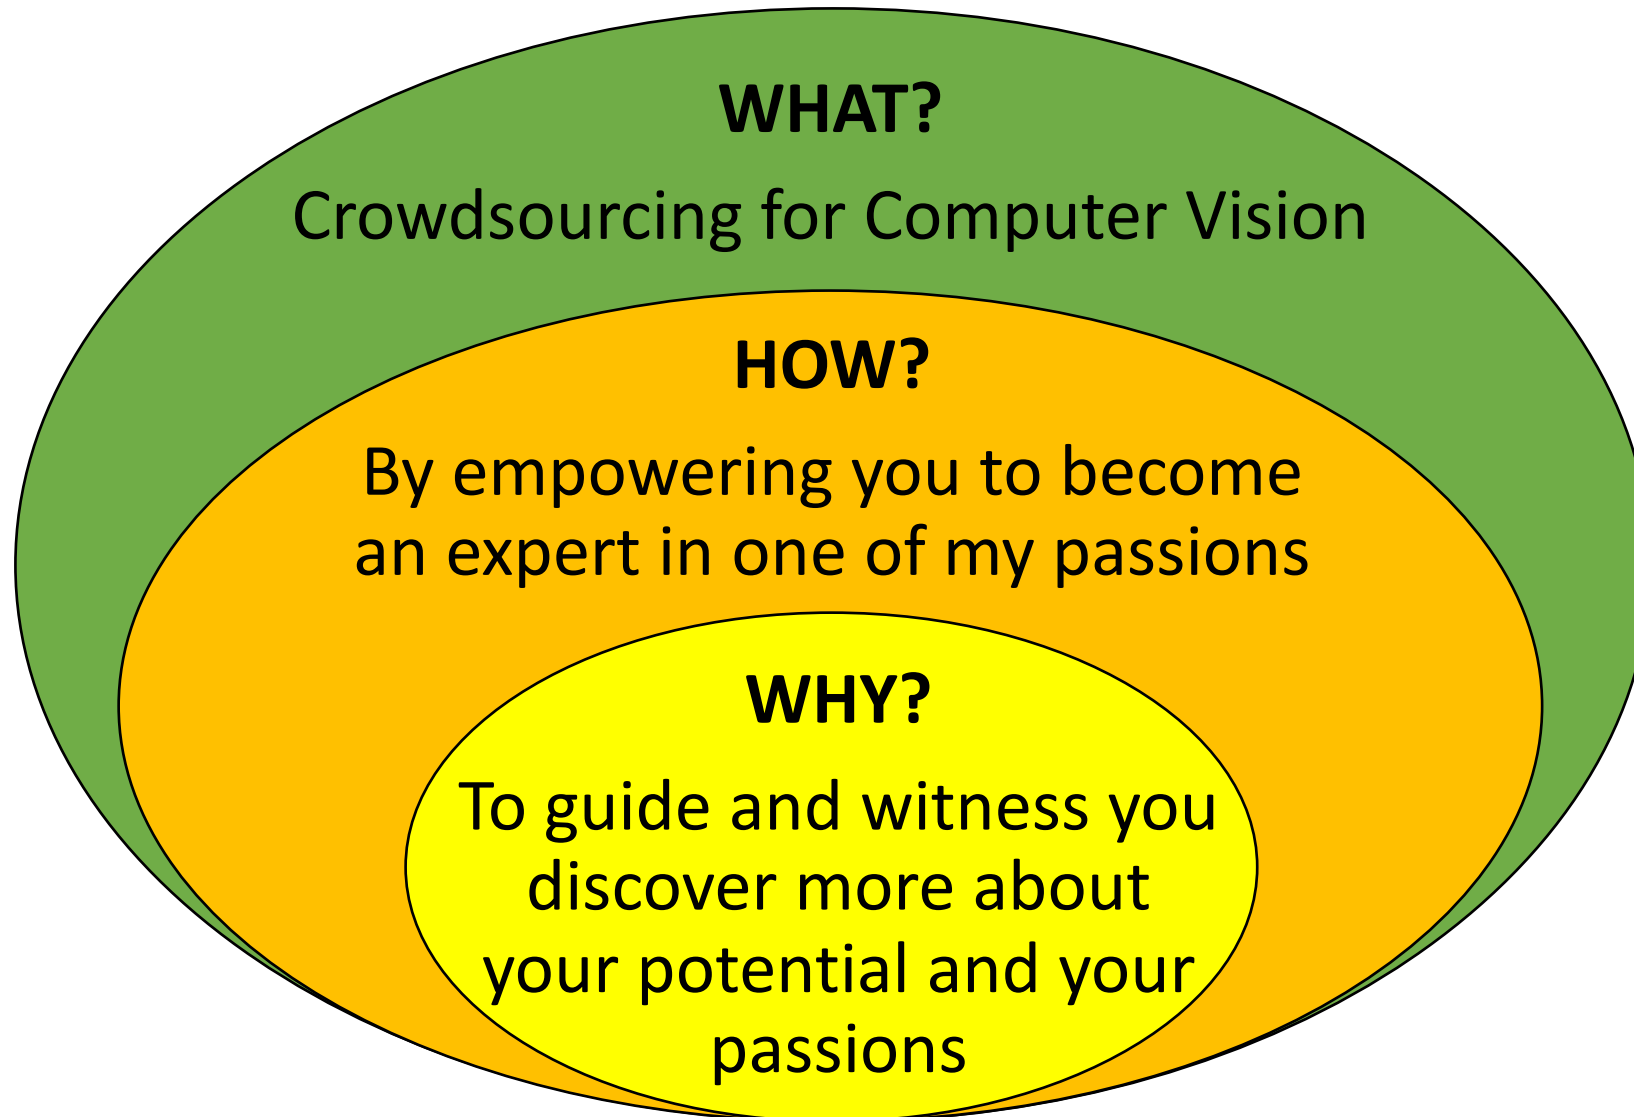 WHAT?
Crowdsourcing for Computer Vision
HOW?
By empowering you to become
an expert in one of my passions
WHY?
To guide and witness you
discover more about
your potential and your
passions